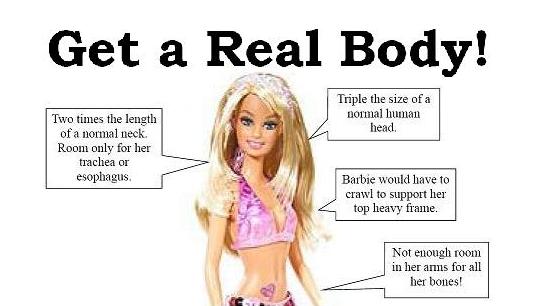 Get a Real Body!
Two times the length
of a normal neck.
Room only for her
trachea or
esophagus.
Triple the size of a
normal human
head.
Barbie would have to
crawl to support her
top heavy frame.
Not enough room
in her arms for all
her bones!